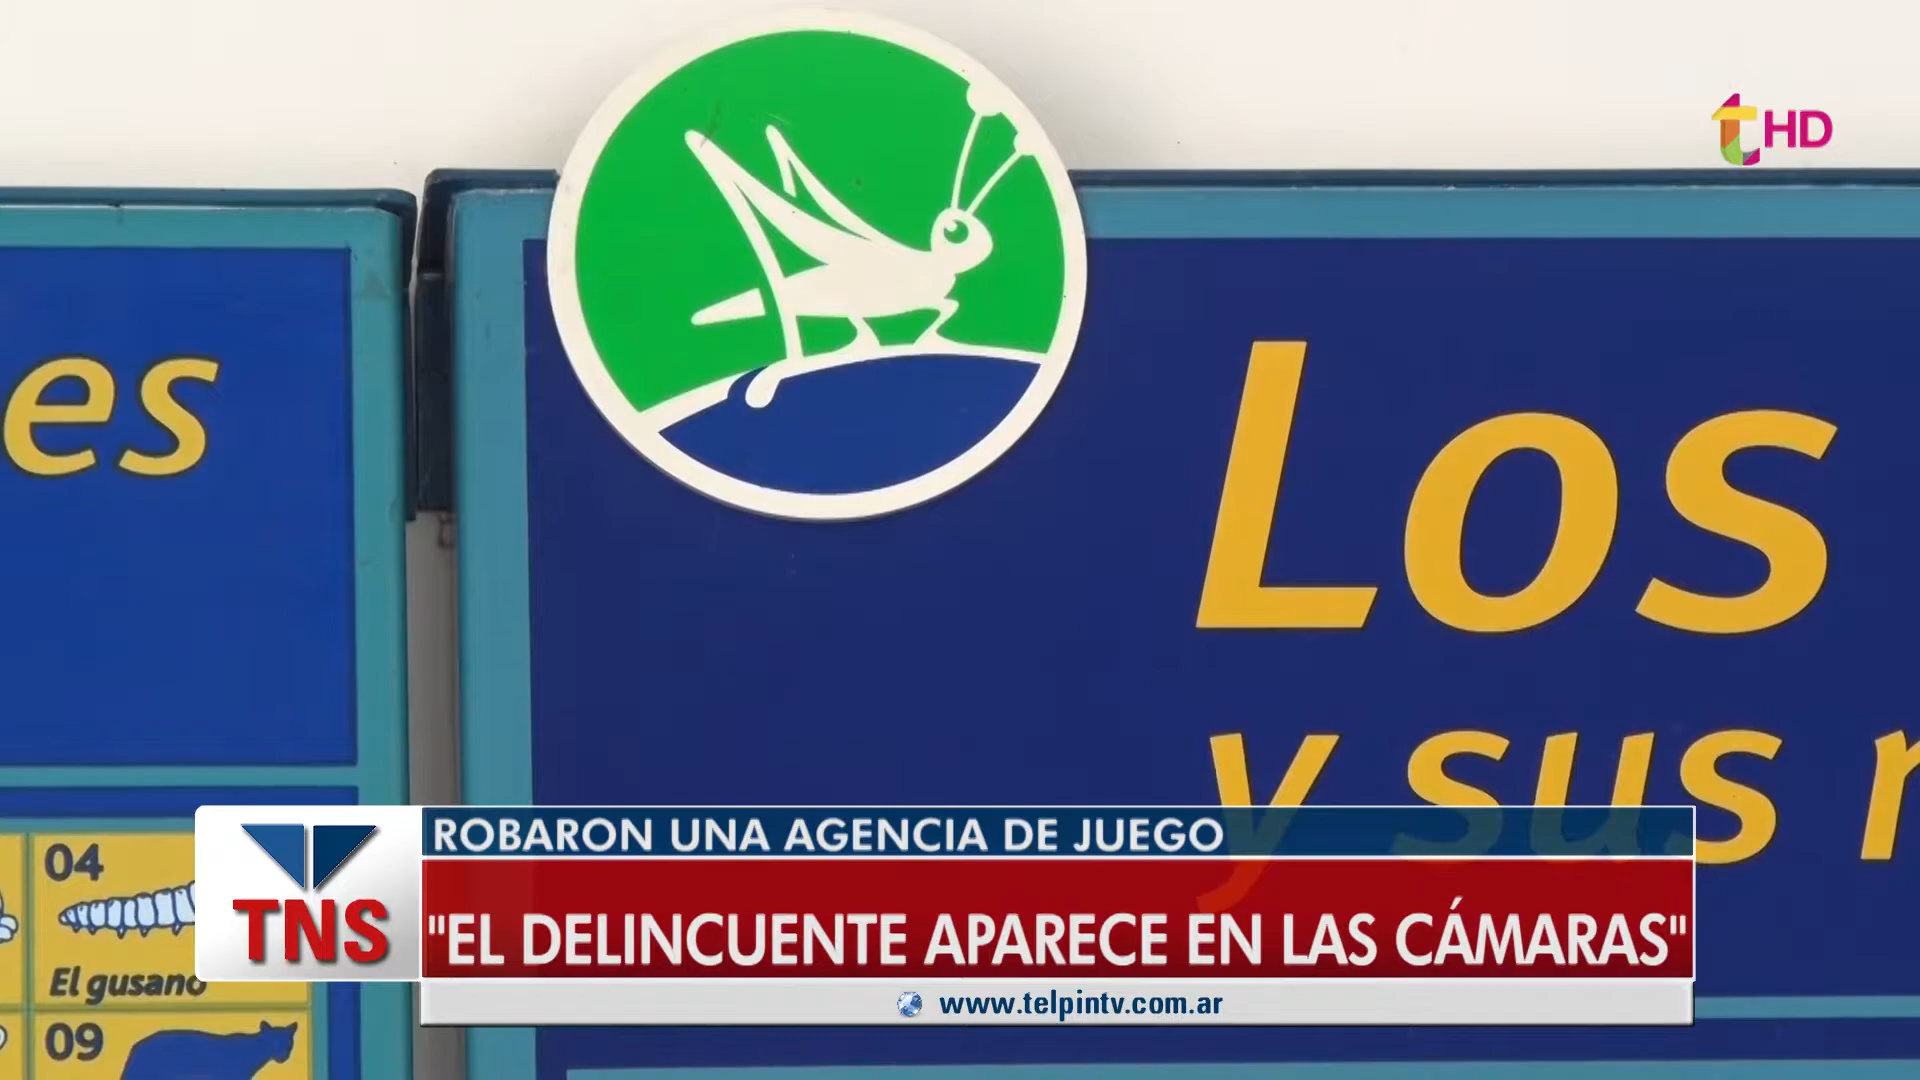 HD
es
Los
y sus
04
El gusano
09
TNS
ROBARON UNA AGENCIA DE JUEGO
"EL DELINCUENTE APARECE EN LAS CÁMARAS"
www.telpintv.com.ar